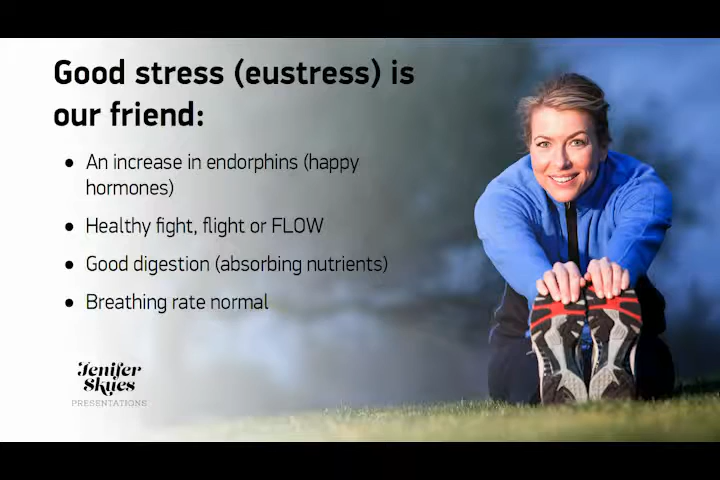 Good stress (eustress) is
our friend:
● An increase in endorphins (happy
hormones)
● Healthy fight, flight or FLOW
● Good digestion (absorbing nutrients)
● Breathing rate normal
Jenifer
Skyes
PRESENTATIONS